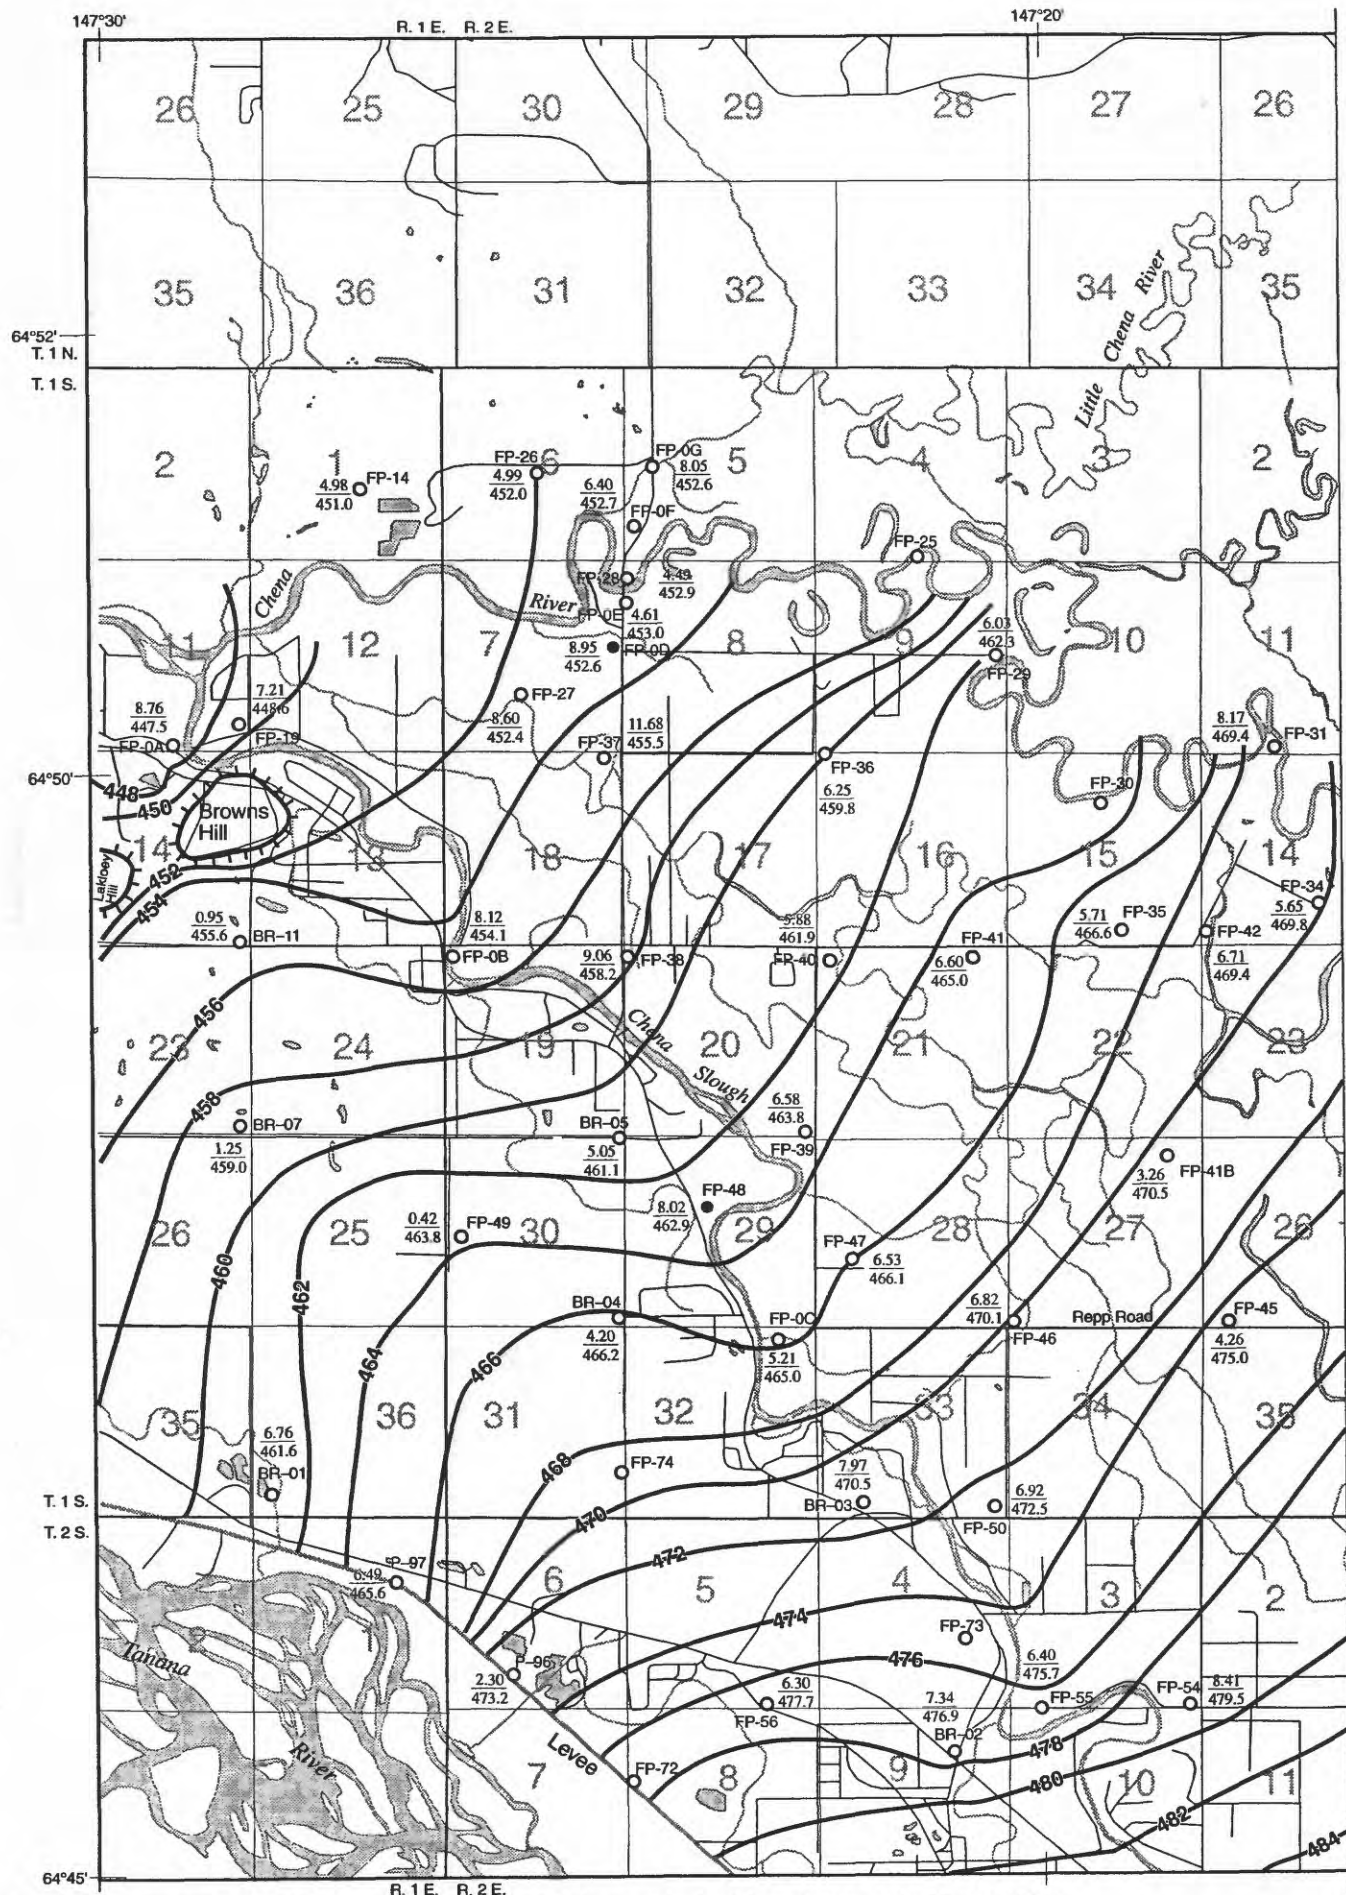 147°30'
R. 1 E. R. 2 E.
147°20'
26 25 30 29 28 27 26
35 36 31 32 33 34 35
Little Chena River
64°52'
T. 1 N.
T. 1 S.
2 1 6 5 4 3 2
FP-14
4.98
451.0
FP-26
4.99
452.0
FP-0G
8.05
452.6
6.40
452.7
FP-0F
FP-25
FP-28
4.49
452.9
FP-0E
4.61
453.0
Chena
River
11 12 7 8 9 10 11
8.95
452.6
FP-0D
6.03
462.3
FP-29
8.76
447.5
FP-0A
7.21
448.6
FP-19
FP-27
8.60
452.4
FP-37
11.68
455.5
FP-36
6.25
459.8
8.17
469.4
FP-31
64°50'
448
450
Browns
Hill
FP-30
14 13 18 17 16 15 14
Lakloey
Hill
452
454
0.95
455.6
BR-11
8.12
454.1
FP-0B
9.06
458.2
FP-38
5.88
461.9
FP-40
FP-41
6.60
465.0
5.71
466.6
FP-35
FP-34
5.65
469.8
FP-42
6.71
469.4
456
23 24 19 20 21 22 23
Chena
Slough
458
BR-07
1.25
459.0
BR-05
5.05
461.1
6.58
463.8
FP-39
FP-41B
3.26
470.5
FP-48
8.02
462.9
0.42
463.8
FP-49
26 25 30 29 28 27 26
460
462
FP-47
6.53
466.1
BR-04
4.20
466.2
FP-0C
5.21
465.0
6.82
470.1
FP-46
Repp Road
FP-45
4.26
475.0
464
466
35 36 31 32 33 34 35
6.76
461.6
BR-01
468
FP-74
7.97
470.5
BR-03
6.92
472.5
FP-50
470
T. 1 S.
T. 2 S.
472
P-97
6.49
465.6
6 5 4 3 2
474
FP-73
Tanana
River
P-96
2.30
473.2
476
6.30
477.7
FP-56
6.40
475.7
FP-55
FP-54
8.41
479.5
7.34
476.9
BR-02
478
Levee
FP-72
7 8 9 10 11
480
482
484
64°45'
R. 1 E. R. 2 E.